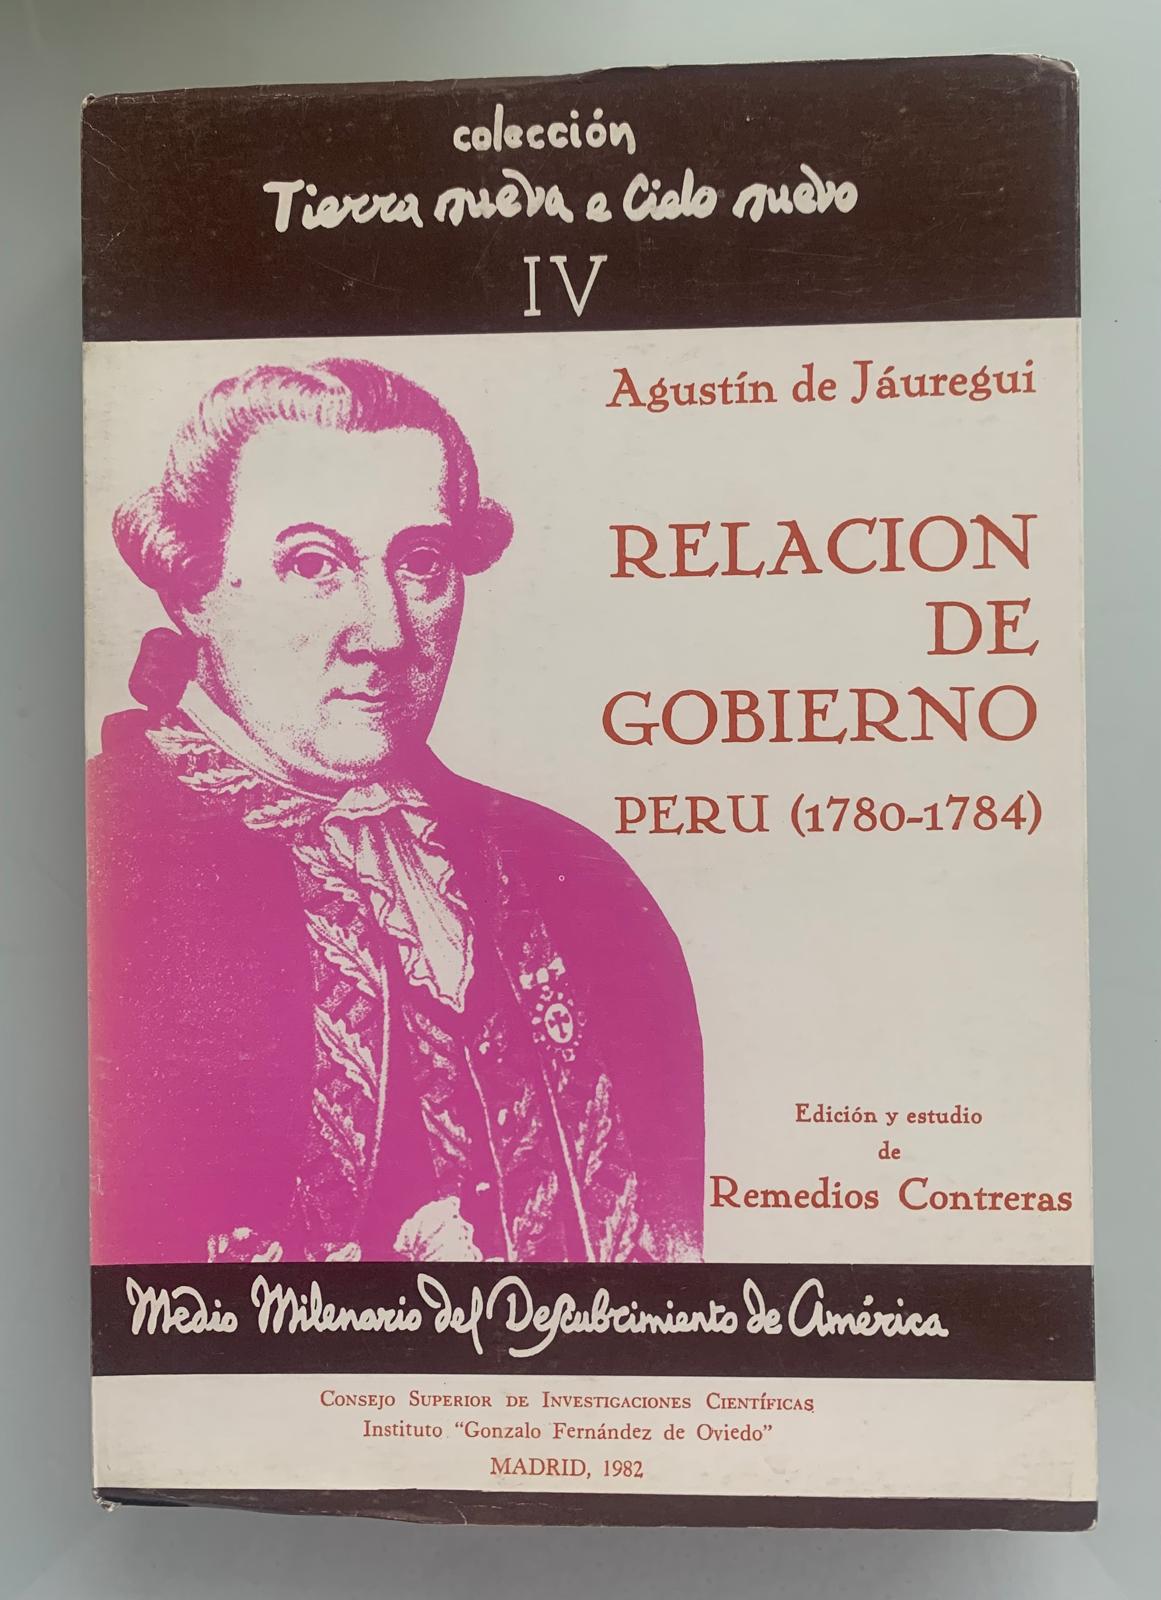 colección
Tierra nueva e Cielo nuevo
IV
Agustín de Jáuregui
RELACION
DE
GOBIERNO
PERU (1780-1784)
Edición y estudio
de
Remedios Contreras
Medio Milenario del Descubrimiento de América
CONSEJO SUPERIOR DE INVESTIGACIONES CIENTÍFICAS
Instituto "Gonzalo Fernández de Oviedo"
MADRID, 1982